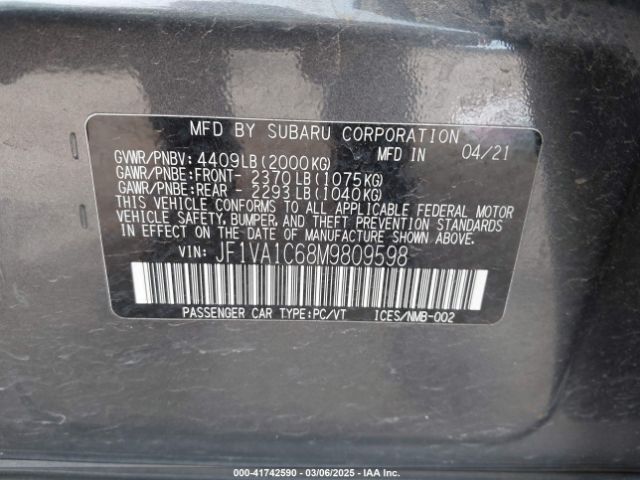 MFD BY SUBARU CORPORATION
GVWR/PNBV: 4409LB(2000KG) MFD IN 04/21
GAWR/PNBE:FRONT- 2370LB(1075KG)
GAWR/PNBE:REAR - 2293LB(1040KG)
THIS VEHICLE CONFORMS TO ALL APPLICABLE FEDERAL MOTOR
VEHICLE SAFETY, BUMPER, AND THEFT PREVENTION STANDARDS
IN EFFECT ON THE DATE OF MANUFACTURE SHOWN ABOVE.
VIN: JF1VA1C68M9809598
PASSENGER CAR TYPE:PC/VT ICES/NMB-002
000-41742590 - 03/06/2025 - IAA Inc.